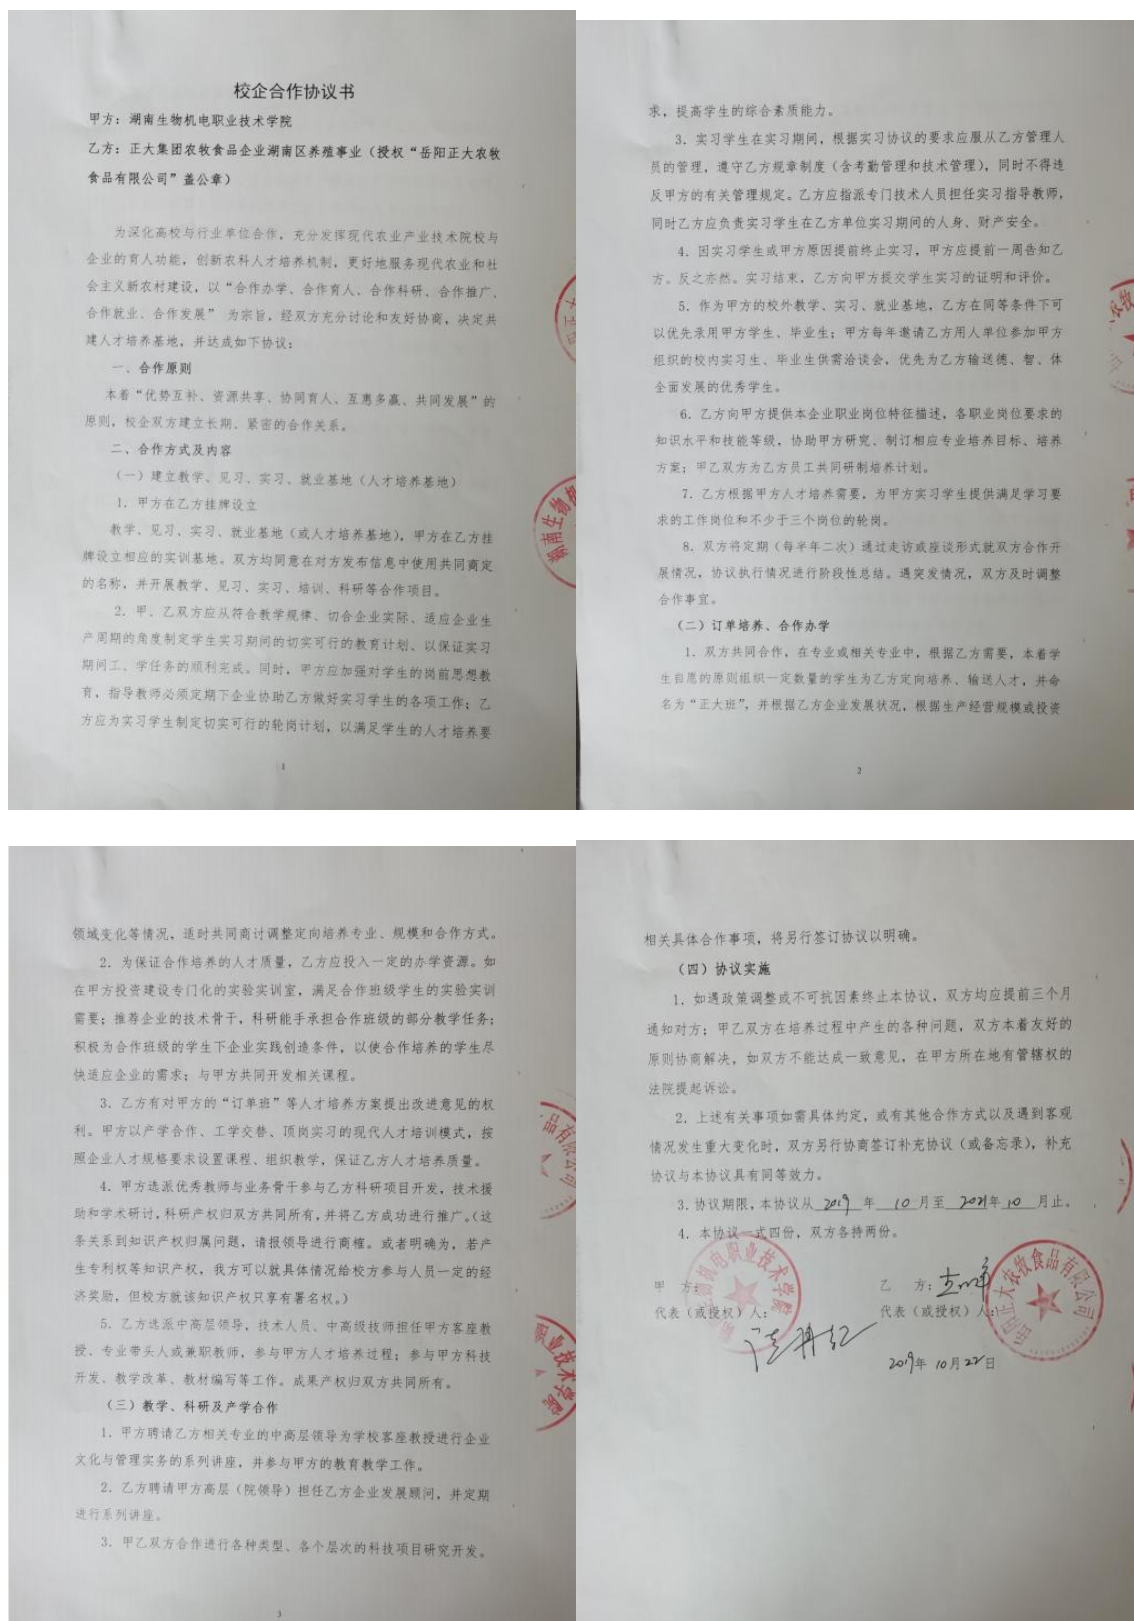 校企合作协议书
甲方：湖南生物机电职业技术学院
乙方：正大集团农牧食品企业湖南区养殖事业（授权“岳阳正大农牧
食品有限公司”盖公章）
为深化高校与行业单位合作，充分发挥现代农业产业技术院校与
企业的育人功能，创新农科人才培养机制，更好地服务现代农业和社
会主义新农村建设，以“合作办学、合作育人、合作科研、合作推广、
合作就业、合作发展” 为宗旨，经双方充分讨论和友好协商，决定共
建人才培养基地，并达成如下协议：
一、合作原则
本着“优势互补、资源共享、协同育人、互惠多赢、共同发展”的
原则，校企双方建立长期、紧密的合作关系。
二、合作方式及内容
（一）建立教学、见习、实习、就业基地（人才培养基地）
1．甲方在乙方挂牌设立
教学、见习、实习、就业基地（或人才培养基地），甲方在乙方挂
牌设立相应的实训基地。双方均同意在对方发布信息中使用共同商定
的名称，并开展教学、见习、实习、培训、科研等合作项目。
2．甲、乙双方应从符合教学规律、切合企业实际、适应企业生
产周期的角度制定学生实习期间的切实可行的教育计划、以保证实习
期间工、学任务的顺利完成。同时，甲方应加强对学生的岗前思想教
育，指导教师必须定期下企业协助乙方做好实习学生的各项工作；乙
方应为实习学生制定切实可行的轮岗计划，以满足学生的人才培养要
1
求，提高学生的综合素质能力。
3．实习学生在实习期间，根据实习协议的要求应服从乙方管理人
员的管理，遵守乙方规章制度（含考勤管理和技术管理），同时不得违
反甲方的有关管理规定。乙方应指派专门技术人员担任实习指导教师，
同时乙方应负责实习学生在乙方单位实习期间的人身、财产安全。
4．因实习学生或甲方原因提前终止实习，甲方应提前一周告知乙
方。反之亦然。实习结束，乙方向甲方提交学生实习的证明和评价。
5．作为甲方的校外教学、实习、就业基地，乙方在同等条件下可
以优先录用甲方学生、毕业生；甲方每年邀请乙方用人单位参加甲方
组织的校内实习生、毕业生供需洽谈会，优先为乙方输送德、智、体
全面发展的优秀学生。
6．乙方向甲方提供本企业职业岗位特征描述，各职业岗位要求的
知识水平和技能等级，协助甲方研究、制订相应专业培养目标、培养
方案；甲乙双方为乙方员工共同研制培养计划。
7．乙方根据甲方人才培养需要，为甲方实习学生提供满足学习要
求的工作岗位和不少于三个岗位的轮岗。
8．双方将定期（每半年二次）通过走访或座谈形式就双方合作开
展情况，协议执行情况进行阶段性总结。遇突发情况，双方及时调整
合作事宜。
（二）订单培养、合作办学
1．双方共同合作，在专业或相关专业中，根据乙方需要，本着学
生自愿的原则组织一定数量的学生为乙方定向培养、输送人才，并命
名为“正大班”，并根据乙方企业发展状况，根据生产经营规模或投资
2
领域变化等情况，适时共同商计调整定向培养专业、规模和合作方式。
2．为保证合作培养的人才质量，乙方应投入一定的办学资源。如
在甲方投资建设专门化的实验实训室，满足合作班级学生的实验实训
需要；推荐企业的技术骨干，科研能手承担合作班级的部分教学任务；
积极为合作班级的学生下企业实践创造条件，以使合作培养的学生尽
快适应企业的需求；与甲方共同开发相关课程。
3．乙方有对甲方的“订单班”等人才培养方案提出改进意见的权
利。甲方以产学合作、工学交替、顶岗实习的现代人才培训模式，按
照企业人才规格要求设置课程、组织教学，保证乙方人才培养质量。
4．甲方选派优秀教师与业务骨干参与乙方科研项目开发，技术援
助和学术研讨，科研产权归双方共同所有，并将乙方成功进行推广。（这
条关系到知识产权归属问题，请报领导进行商榷。或者明确为，若产
生专利权等知识产权，我方可以就具体情况给校方参与人员一定的经
济奖励，但校方就该知识产权只享有署名权。）
5．乙方选派中高层领导，技术人员、中高级技师担任甲方客座教
授、专业带头人或兼职教师，参与甲方人才培养过程；参与甲方科技
开发、教学改革、教材编写等工作。成果产权归双方共同所有。
（三）教学、科研及产学合作
1．甲方聘请乙方相关专业的中高层领导为学校客座教授进行企业
文化与管理实务的系列讲座，并参与甲方的教育教学工作。
2．乙方聘请甲方高层（院领导）担任乙方企业发展顾问，并定期
进行系列讲座。
3．甲乙双方合作进行各种类型、各个层次的科技项目研究开发。
3
相关具体合作事项，将另行签订协议以明确。
（四）协议实施
1．如遇政策调整或不可抗因素终止本协议，双方均应提前三个月
通知对方；甲乙双方在培养过程中产生的各种问题，双方本着友好的
原则协商解决，如双方不能达成一致意见，在甲方所在地有管辖权的
法院提起诉讼。
2．上述有关事项如需具体约定，或有其他合作方式以及遇到客观
情况发生重大变化时，双方另行协商签订补充协议（或备忘录），补充
协议与本协议具有同等效力。
3．协议期限，本协议从 2019 年 10 月至 2021年 10 月止。
4．本协议一式四份，双方各持两份。
甲 方： 乙 方：
代表（或授权）人： 代表（或授权）人：
2019年 10月22日
岳阳正大农牧食品有限公司